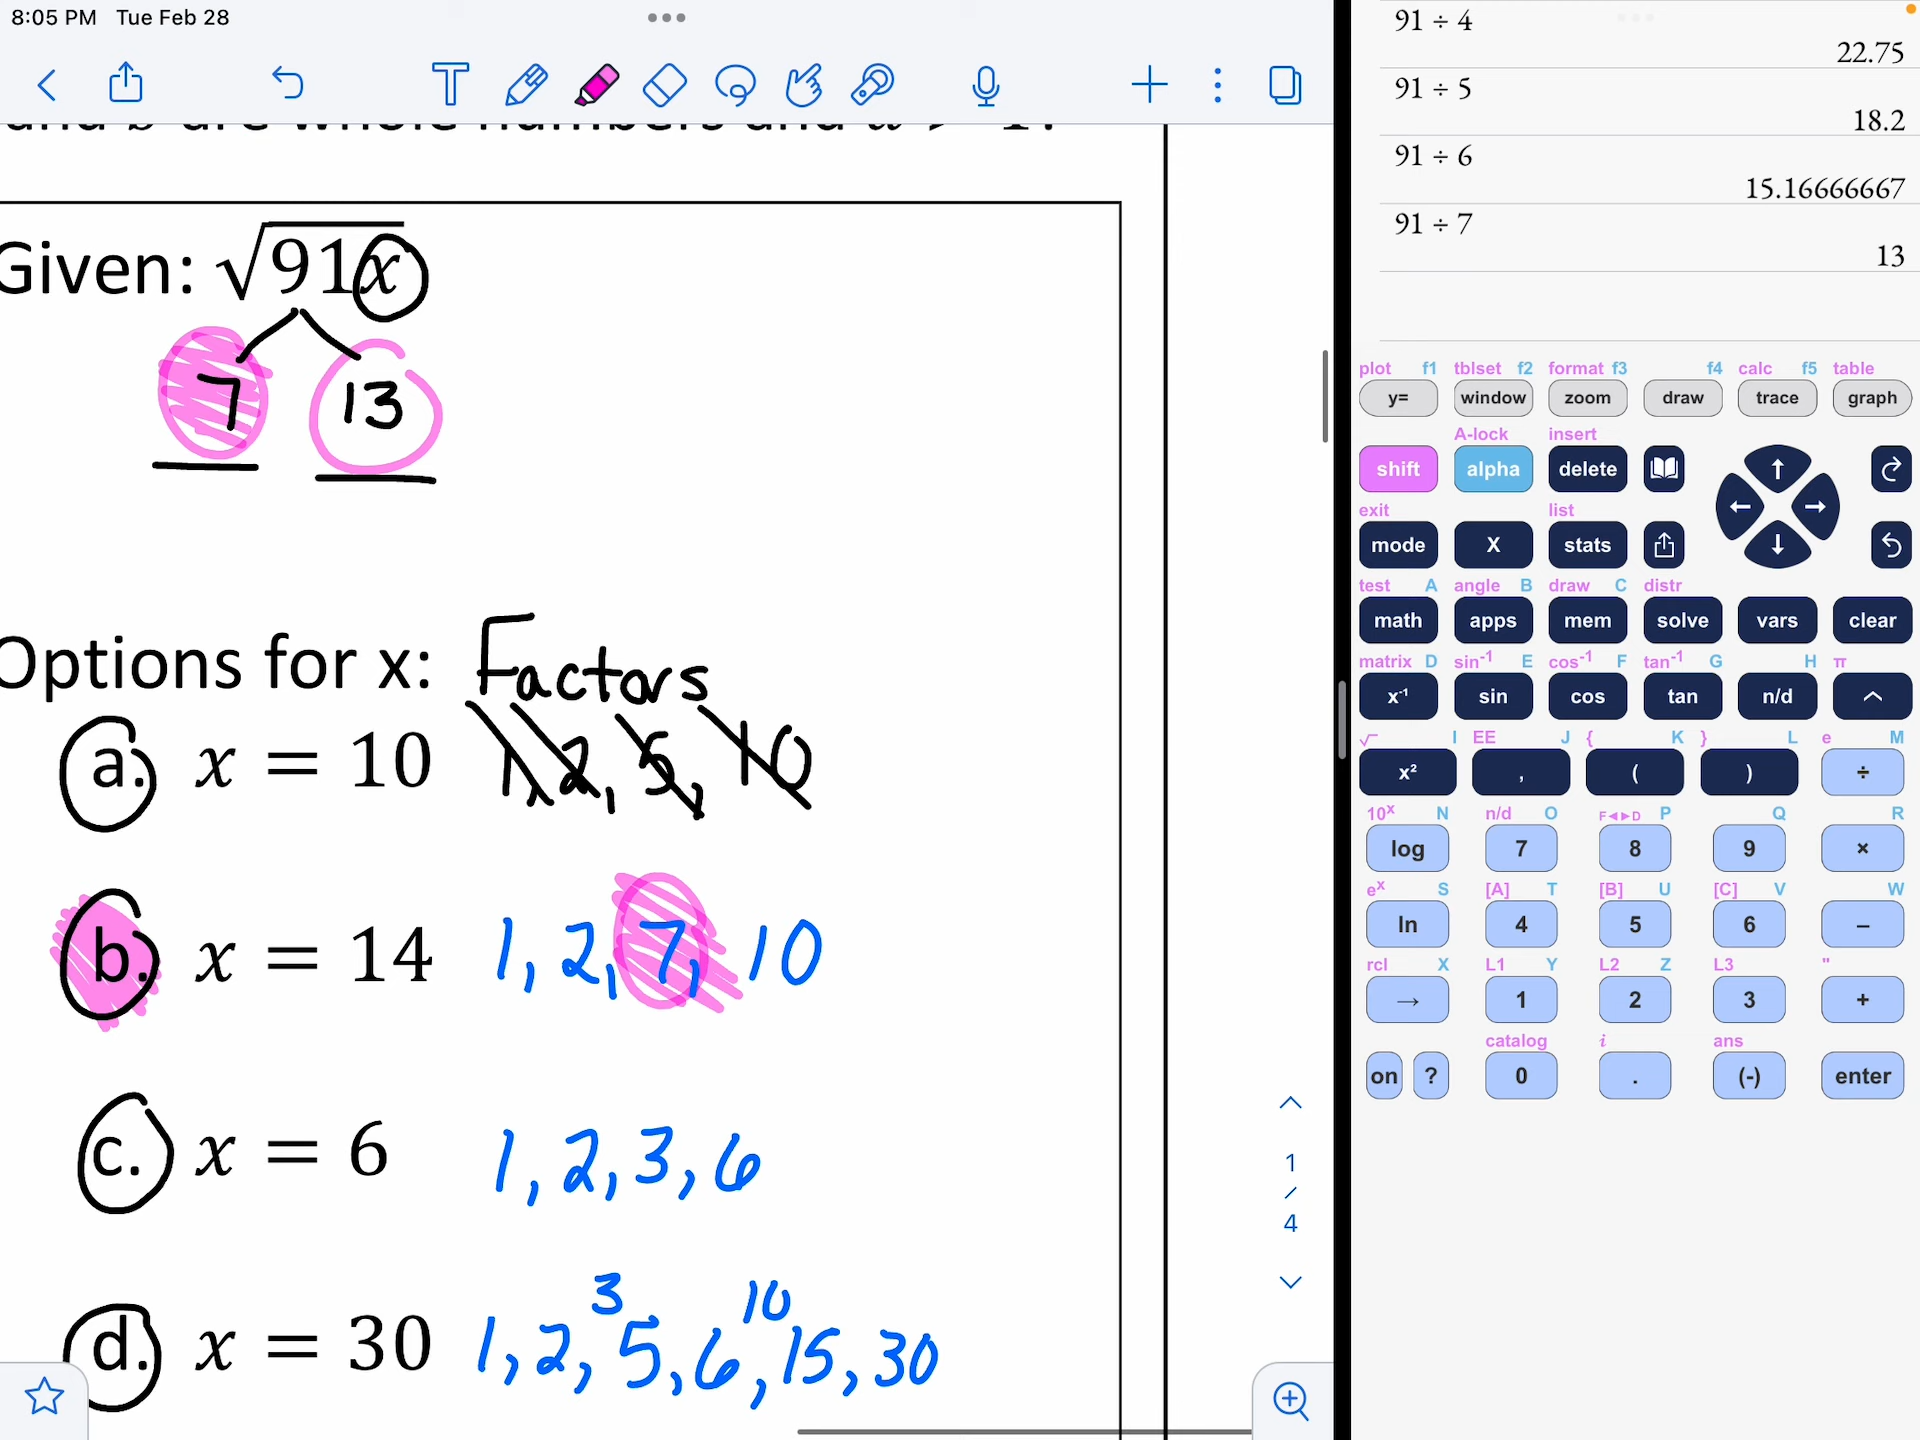 8:05 PM Tue Feb 28
are whole numbers and
Given: √91x
7 13
Options for x: Factors
a. x = 10 1, 2, 5, 10
b. x = 14 1, 2, 7, 10
c. x = 6 1, 2, 3, 6
3 10
d. x = 30 1, 2, 5, 6, 15, 30
1
/
4
91 ÷ 4
22.75
91 ÷ 5
18.2
91 ÷ 6
15.16666667
91 ÷ 7
13
plot f1 tblset f2 format f3 f4 calc f5 table
y= window zoom draw trace graph
A-lock insert
shift alpha delete
exit list
mode X stats
test A angle B draw C distr
math apps mem solve vars clear
matrix D sin-1 E cos-1 F tan-1 G H π
x-1 sin cos tan n/d ^
√ I EE J { K } L e M
x² , ( ) ÷
10x N n/d O F◄►D P Q R
log 7 8 9 ×
ex S [A] T [B] U [C] V W
ln 4 5 6 −
rcl X L1 Y L2 Z L3 "
→ 1 2 3 +
catalog i ans
on ? 0 . (-) enter